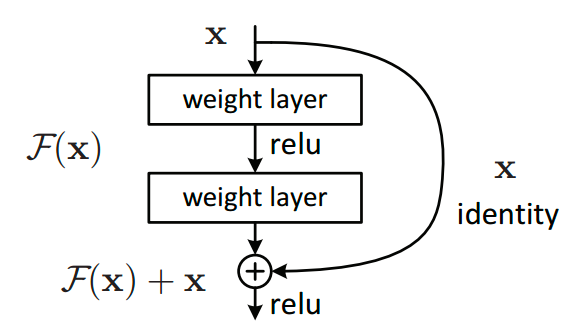 x
weight layer
relu
F(x)
weight layer
x
identity
F(x) + x
relu